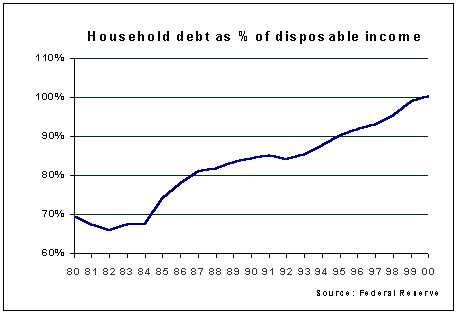 Household debt as % of disposable income
110%
100%
90%
80%
70%
60%
80 81 82 83 84 85 86 87 88 89 90 91 92 93 94 95 96 97 98 99 00
Source: Federal Reserve